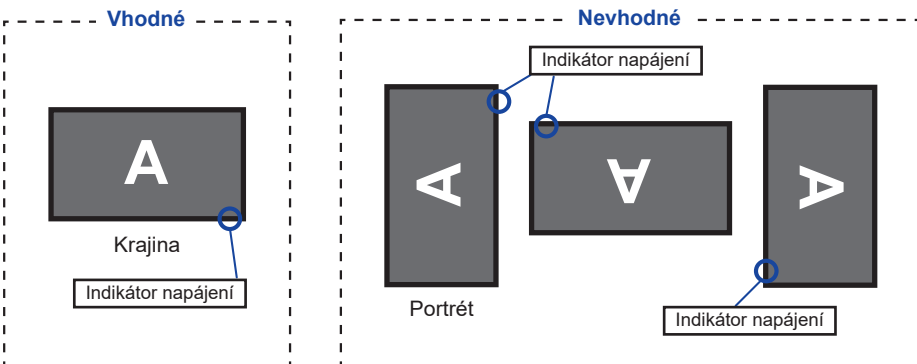 Vhodné
A
Krajina
Indikátor napájení
Nevhodné
Indikátor napájení
A
A
A
Portrét
Indikátor napájení